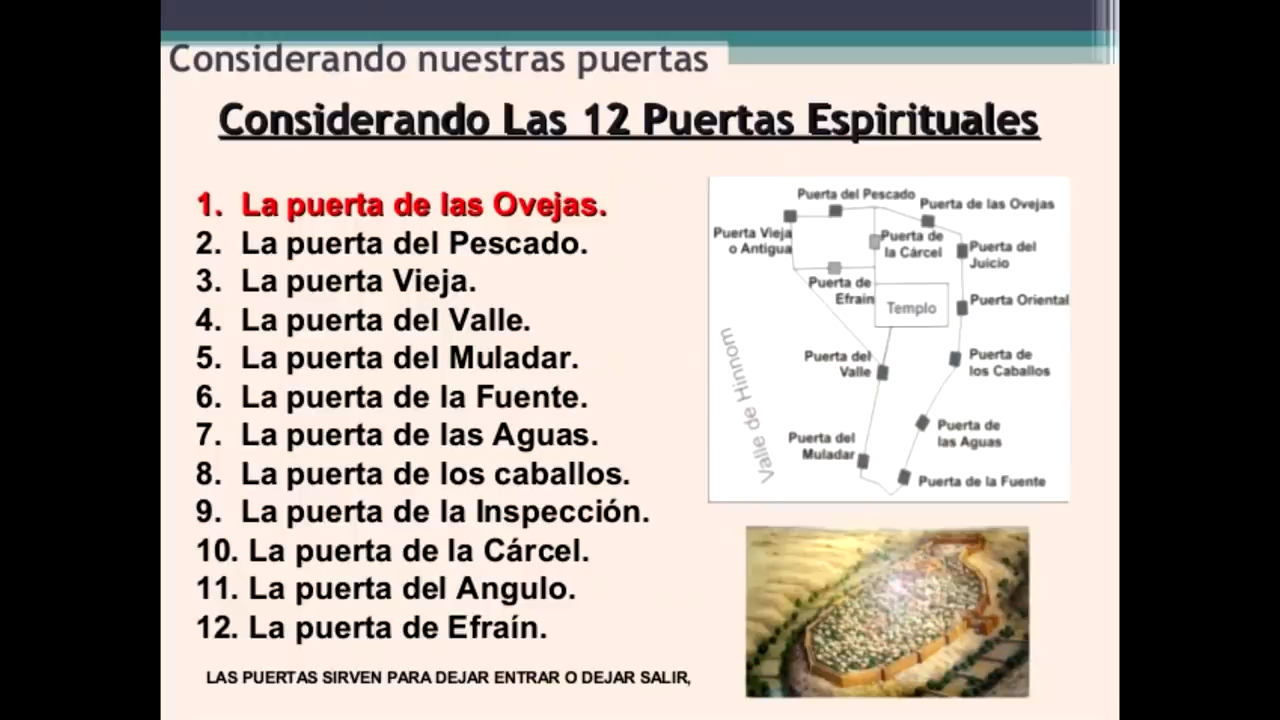 Considerando nuestras puertas
Considerando Las 12 Puertas Espirituales
1. La puerta de las Ovejas.
2. La puerta del Pescado.
3. La puerta Vieja.
4. La puerta del Valle.
5. La puerta del Muladar.
6. La puerta de la Fuente.
7. La puerta de las Aguas.
8. La puerta de los caballos.
9. La puerta de la Inspección.
10. La puerta de la Cárcel.
11. La puerta del Angulo.
12. La puerta de Efraín.
LAS PUERTAS SIRVEN PARA DEJAR ENTRAR O DEJAR SALIR,
Puerta del Pescado
Puerta de las Ovejas
Puerta Vieja
o Antigua
Puerta de
la Cárcel
Puerta del
Juicio
Puerta de
Efrain
Templo
Puerta Oriental
Puerta del
Valle
Puerta de
los Caballos
Valle de Hinnom
Puerta del
Muladar
Puerta de
las Aguas
Puerta de la Fuente